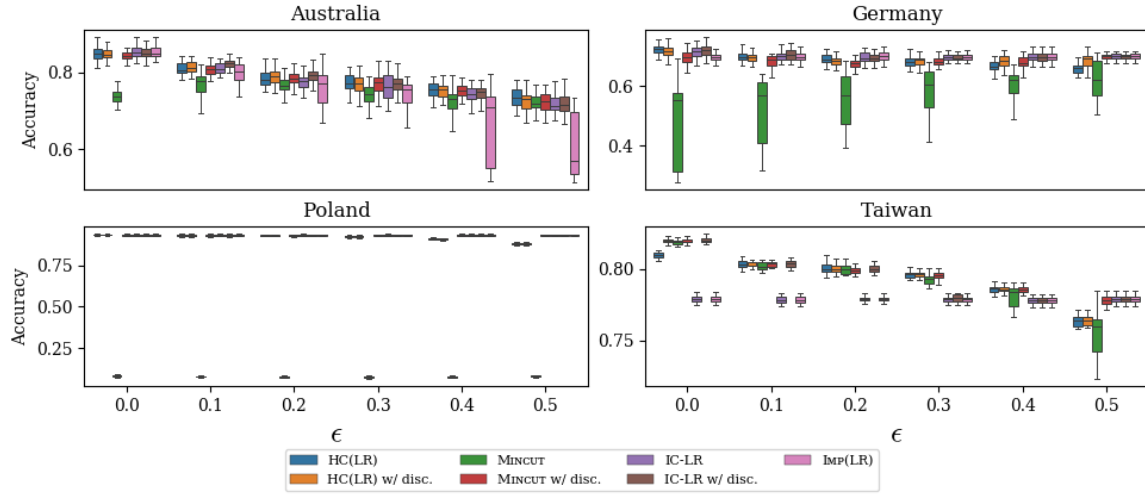 Australia
Germany
Accuracy
0.8
0.6
0.6
0.4
Poland
Taiwan
Accuracy
0.75
0.50
0.25
0.80
0.75
0.0 0.1 0.2 0.3 0.4 0.5
0.0 0.1 0.2 0.3 0.4 0.5
ϵ
ϵ
HC(LR) Mincut IC-LR Imp(LR)
HC(LR) w/ disc. Mincut w/ disc. IC-LR w/ disc.